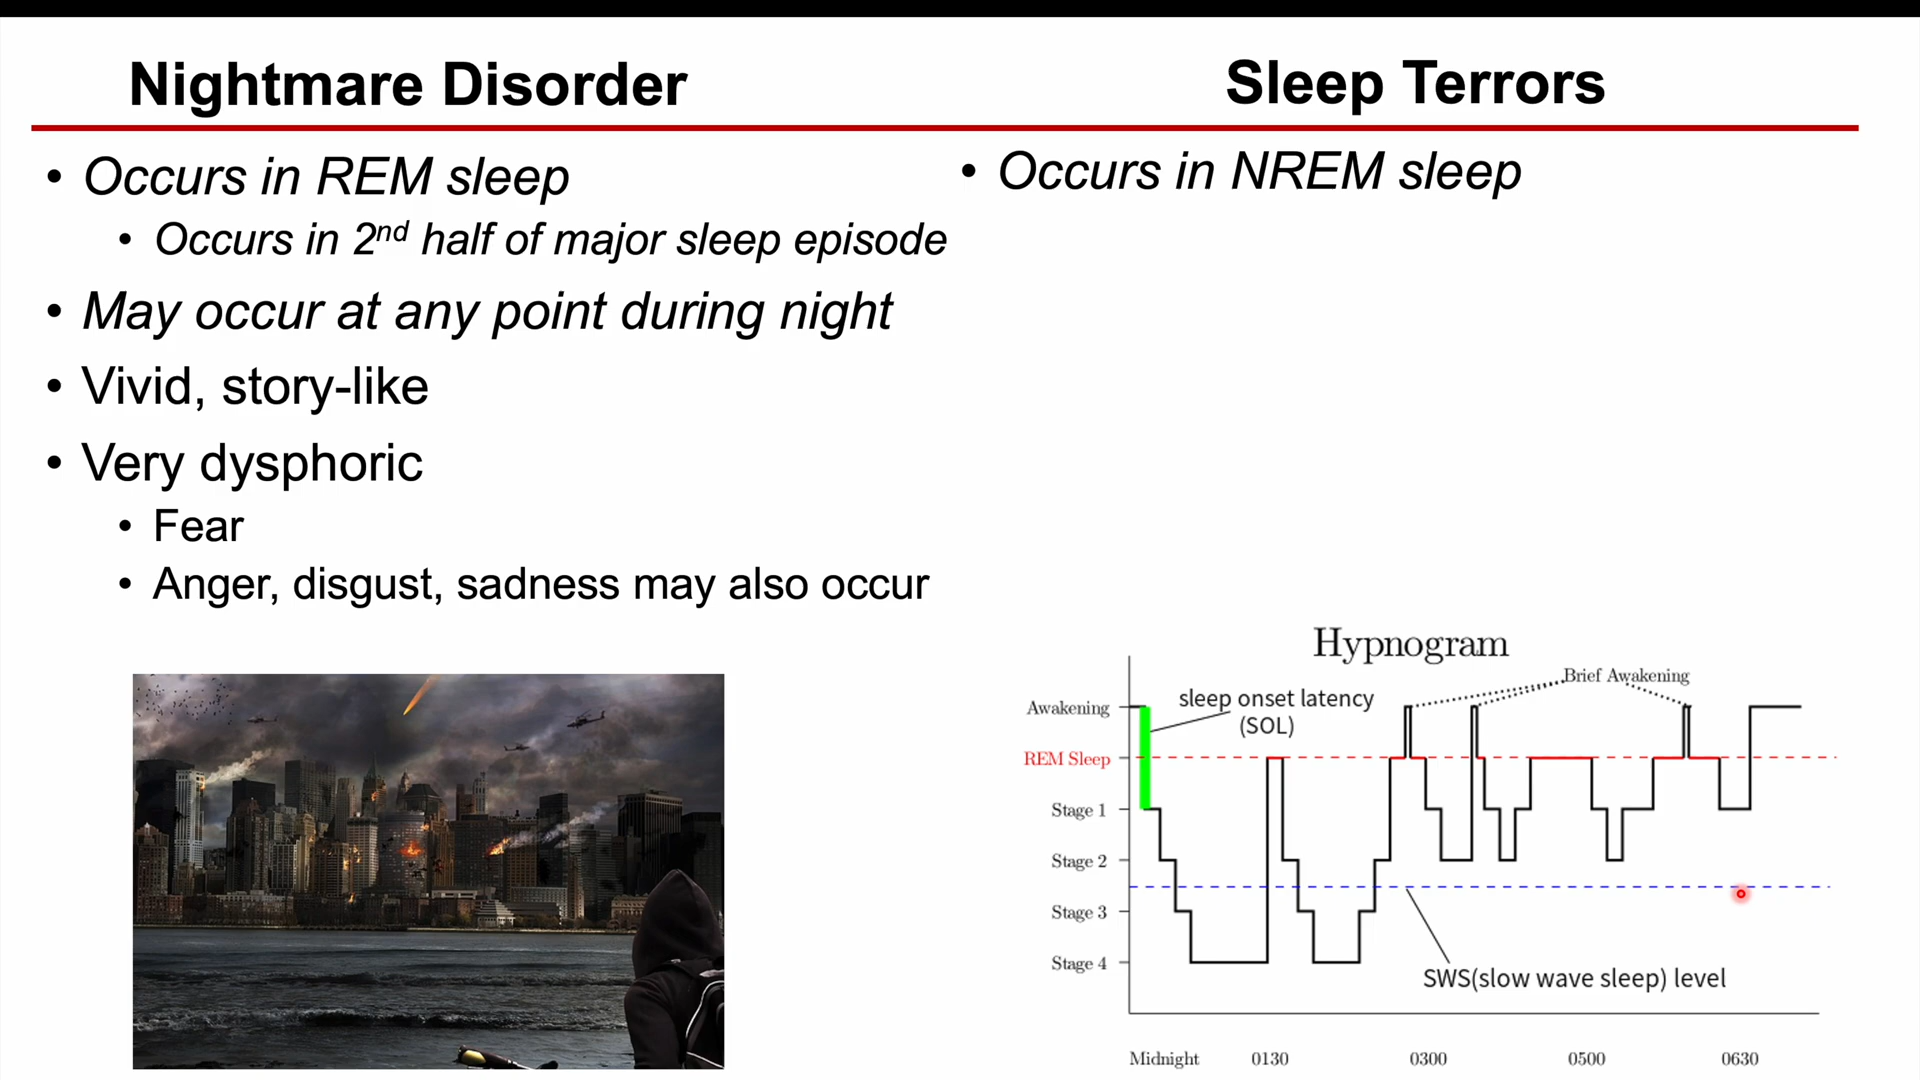 Nightmare Disorder
• Occurs in REM sleep
• Occurs in 2nd half of major sleep episode
• May occur at any point during night
• Vivid, story-like
• Very dysphoric
• Fear
• Anger, disgust, sadness may also occur
Sleep Terrors
• Occurs in NREM sleep
Hypnogram
Brief Awakening
sleep onset latency
(SOL)
Awakening
REM Sleep
Stage 1
Stage 2
Stage 3
Stage 4
SWS(slow wave sleep) level
Midnight 0130 0300 0500 0630